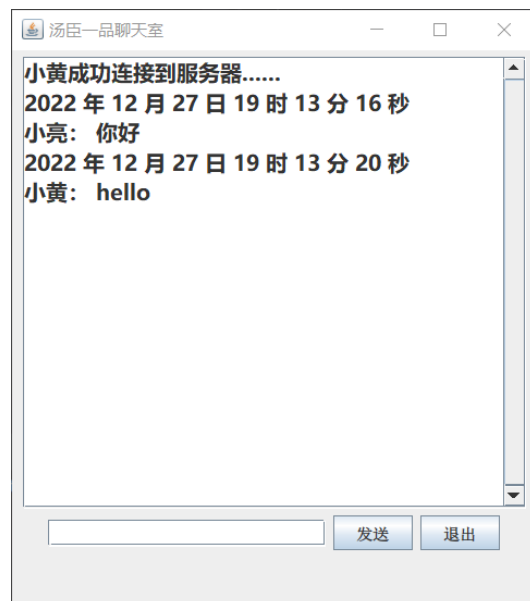 汤臣一品聊天室
小黄成功连接到服务器......
2022 年 12 月 27 日 19 时 13 分 16 秒
小亮： 你好
2022 年 12 月 27 日 19 时 13 分 20 秒
小黄： hello
发送 退出